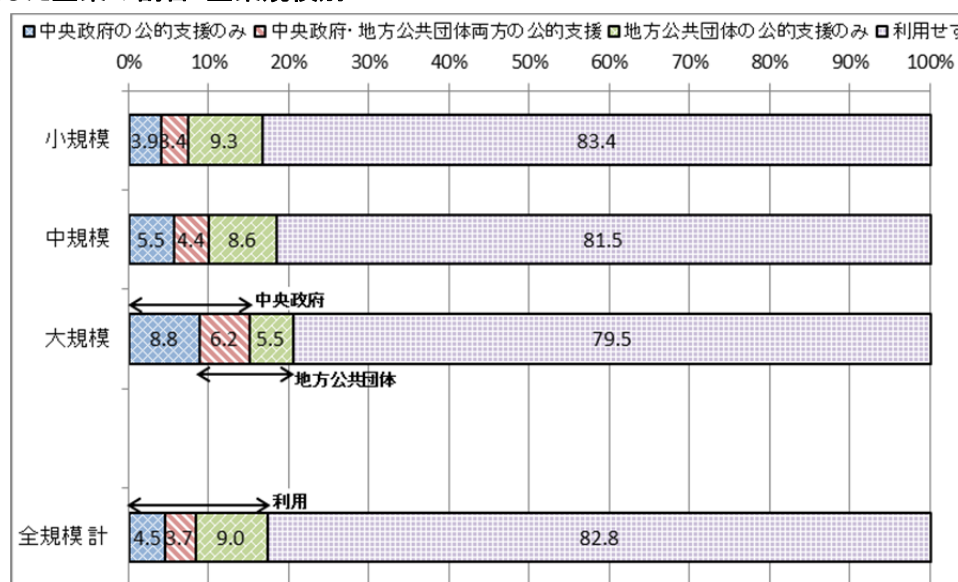 中央政府の公的支援のみ 中央政府・地方公共団体両方の公的支援 地方公共団体の公的支援のみ 利用せず
0% 10% 20% 30% 40% 50% 60% 70% 80% 90% 100%
小規模 3.9 3.4 9.3 83.4
中規模 5.5 4.4 8.6 81.5
中央政府
大規模 8.8 6.2 5.5 79.5
地方公共団体
利用
全規模計 4.5 3.7 9.0 82.8